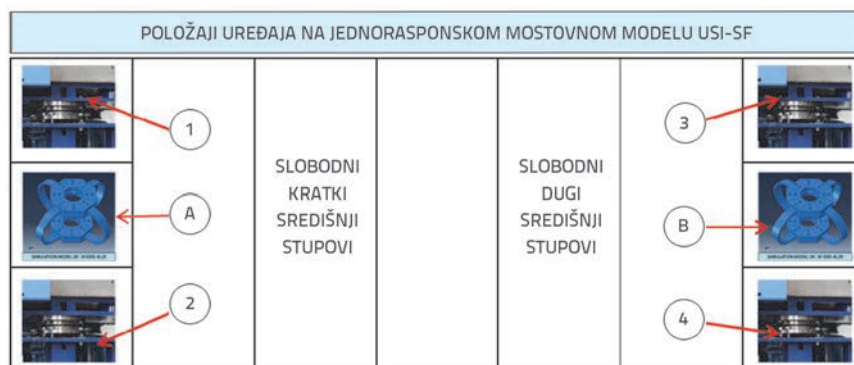 POLOŽAJI UREĐAJA NA JEDNORASPONSKOM MOSTOVNOM MODELU USI-SF
1
3
SLOBODNI
KRATKI
SREDIŠNJI
STUPOVI
SLOBODNI
DUGI
SREDIŠNJI
STUPOVI
A
B
2
4